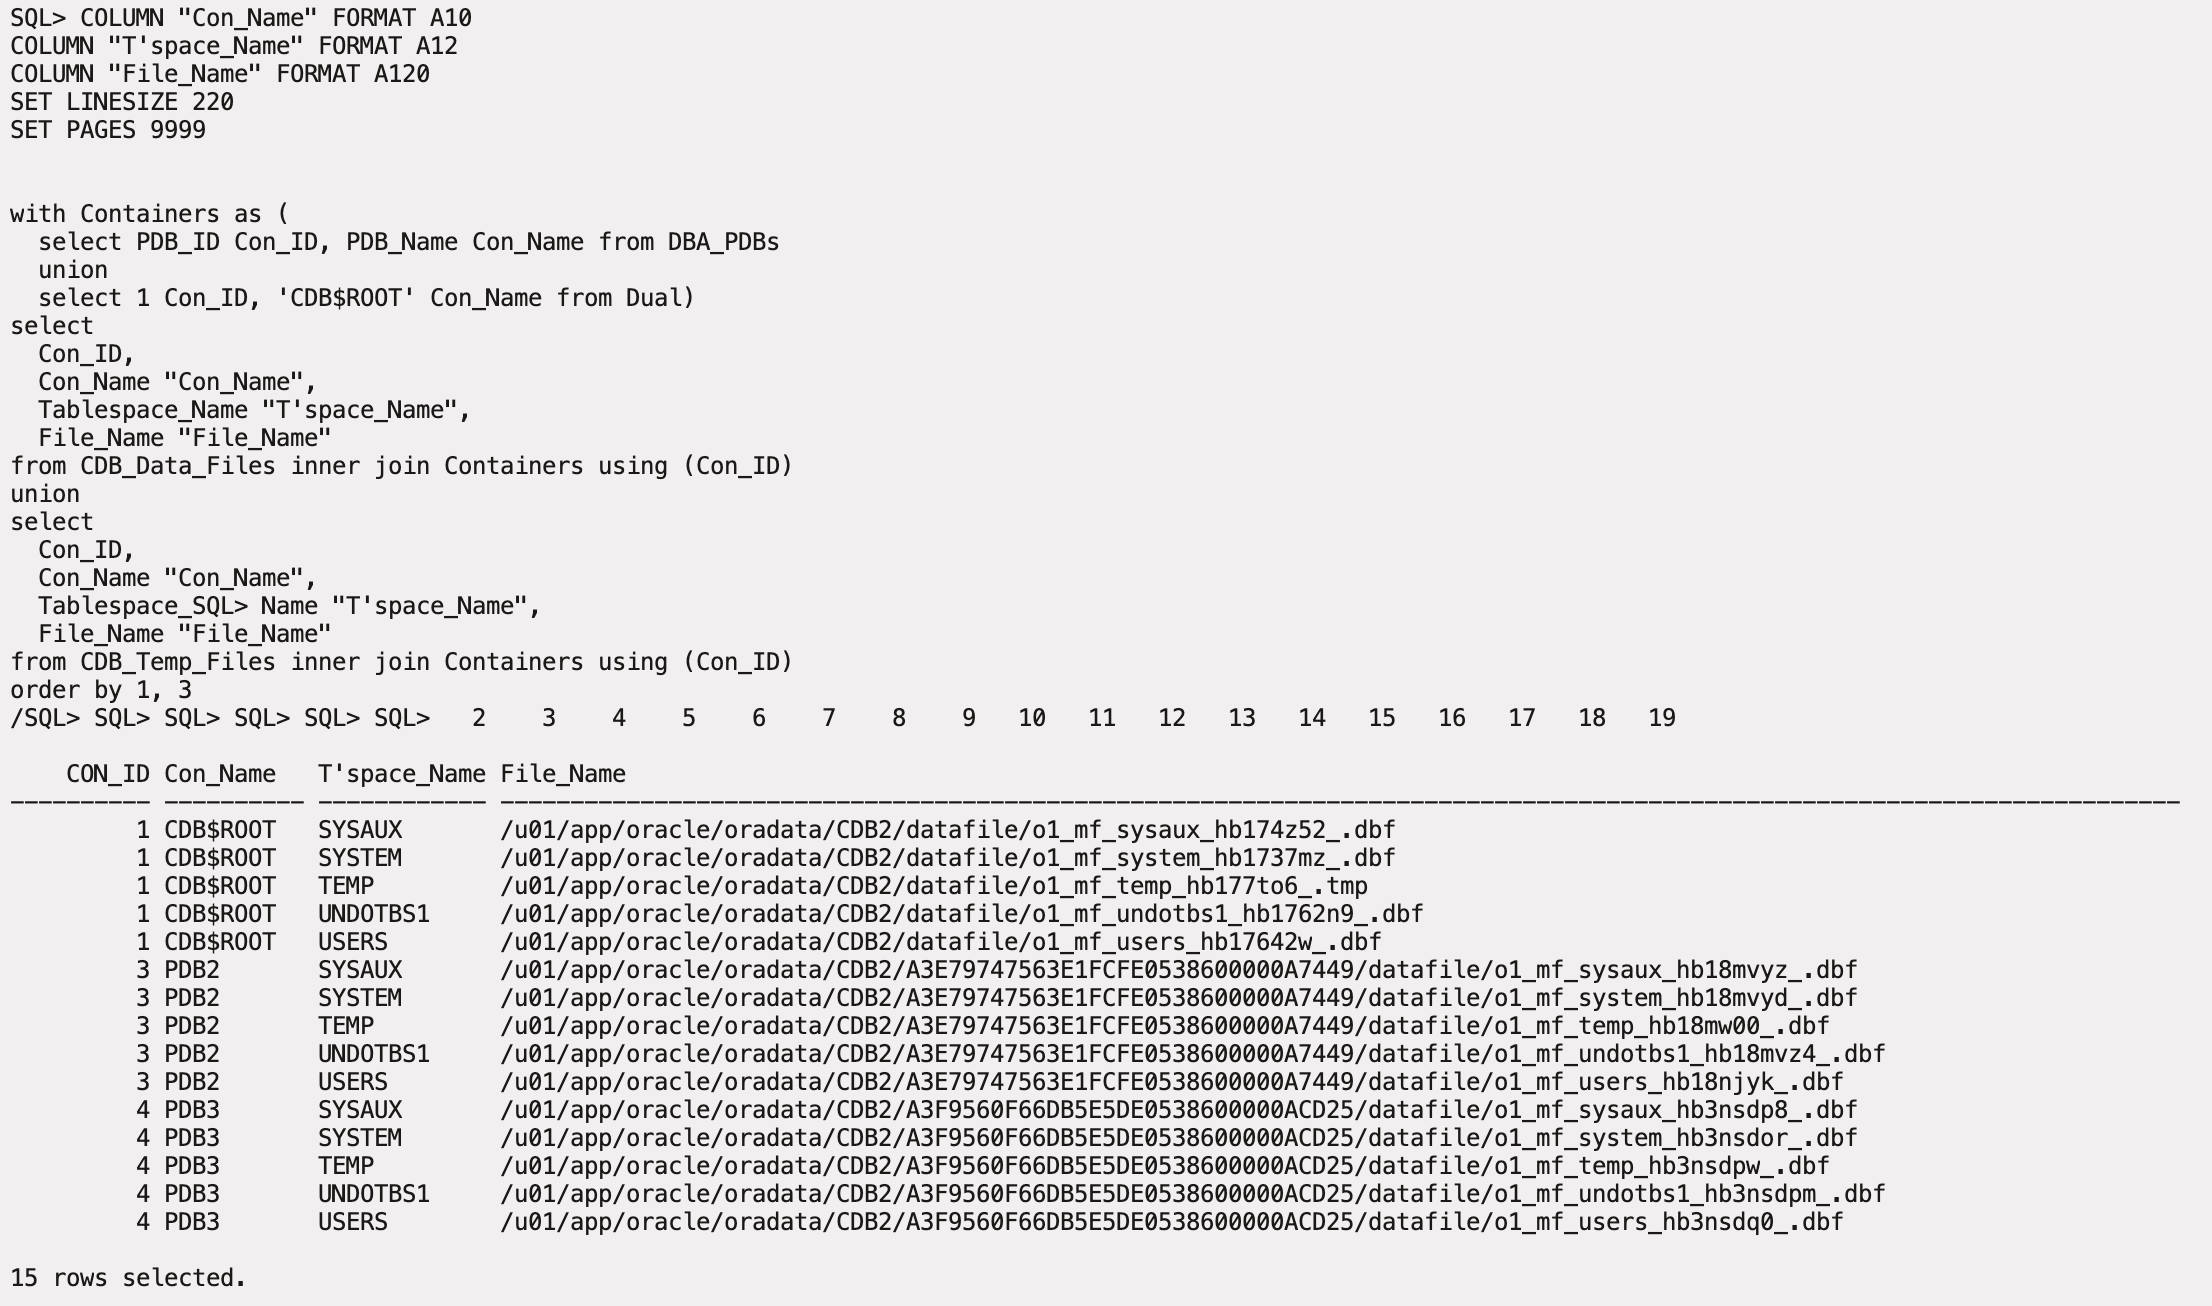 SQL> COLUMN "Con_Name" FORMAT A10
COLUMN "T'space_Name" FORMAT A12
COLUMN "File_Name" FORMAT A120
SET LINESIZE 220
SET PAGES 9999
with Containers as (
  select PDB_ID Con_ID, PDB_Name Con_Name from DBA_PDBs
  union
  select 1 Con_ID, 'CDB$ROOT' Con_Name from Dual)
select
  Con_ID,
  Con_Name "Con_Name",
  Tablespace_Name "T'space_Name",
  File_Name "File_Name"
from CDB_Data_Files inner join Containers using (Con_ID)
union
select
  Con_ID,
  Con_Name "Con_Name",
  Tablespace_SQL> Name "T'space_Name",
  File_Name "File_Name"
from CDB_Temp_Files inner join Containers using (Con_ID)
order by 1, 3
/SQL> SQL> SQL> SQL> SQL> SQL>   2    3    4    5    6    7    8    9   10   11   12   13   14   15   16   17   18   19
    CON_ID Con_Name   T'space_Name File_Name
---------- ---------- ------------ ------------------------------------------------------------------------------------------------------------------------
         1 CDB$ROOT   SYSAUX       /u01/app/oracle/oradata/CDB2/datafile/o1_mf_sysaux_hb174z52_.dbf
         1 CDB$ROOT   SYSTEM       /u01/app/oracle/oradata/CDB2/datafile/o1_mf_system_hb1737mz_.dbf
         1 CDB$ROOT   TEMP         /u01/app/oracle/oradata/CDB2/datafile/o1_mf_temp_hb177to6_.tmp
         1 CDB$ROOT   UNDOTBS1     /u01/app/oracle/oradata/CDB2/datafile/o1_mf_undotbs1_hb1762n9_.dbf
         1 CDB$ROOT   USERS        /u01/app/oracle/oradata/CDB2/datafile/o1_mf_users_hb17642w_.dbf
         3 PDB2       SYSAUX       /u01/app/oracle/oradata/CDB2/A3E79747563E1FCFE0538600000A7449/datafile/o1_mf_sysaux_hb18mvyz_.dbf
         3 PDB2       SYSTEM       /u01/app/oracle/oradata/CDB2/A3E79747563E1FCFE0538600000A7449/datafile/o1_mf_system_hb18mvyd_.dbf
         3 PDB2       TEMP         /u01/app/oracle/oradata/CDB2/A3E79747563E1FCFE0538600000A7449/datafile/o1_mf_temp_hb18mw00_.dbf
         3 PDB2       UNDOTBS1     /u01/app/oracle/oradata/CDB2/A3E79747563E1FCFE0538600000A7449/datafile/o1_mf_undotbs1_hb18mvz4_.dbf
         3 PDB2       USERS        /u01/app/oracle/oradata/CDB2/A3E79747563E1FCFE0538600000A7449/datafile/o1_mf_users_hb18njyk_.dbf
         4 PDB3       SYSAUX       /u01/app/oracle/oradata/CDB2/A3F9560F66DB5E5DE0538600000ACD25/datafile/o1_mf_sysaux_hb3nsdp8_.dbf
         4 PDB3       SYSTEM       /u01/app/oracle/oradata/CDB2/A3F9560F66DB5E5DE0538600000ACD25/datafile/o1_mf_system_hb3nsdor_.dbf
         4 PDB3       TEMP         /u01/app/oracle/oradata/CDB2/A3F9560F66DB5E5DE0538600000ACD25/datafile/o1_mf_temp_hb3nsdpw_.dbf
         4 PDB3       UNDOTBS1     /u01/app/oracle/oradata/CDB2/A3F9560F66DB5E5DE0538600000ACD25/datafile/o1_mf_undotbs1_hb3nsdpm_.dbf
         4 PDB3       USERS        /u01/app/oracle/oradata/CDB2/A3F9560F66DB5E5DE0538600000ACD25/datafile/o1_mf_users_hb3nsdq0_.dbf
15 rows selected.